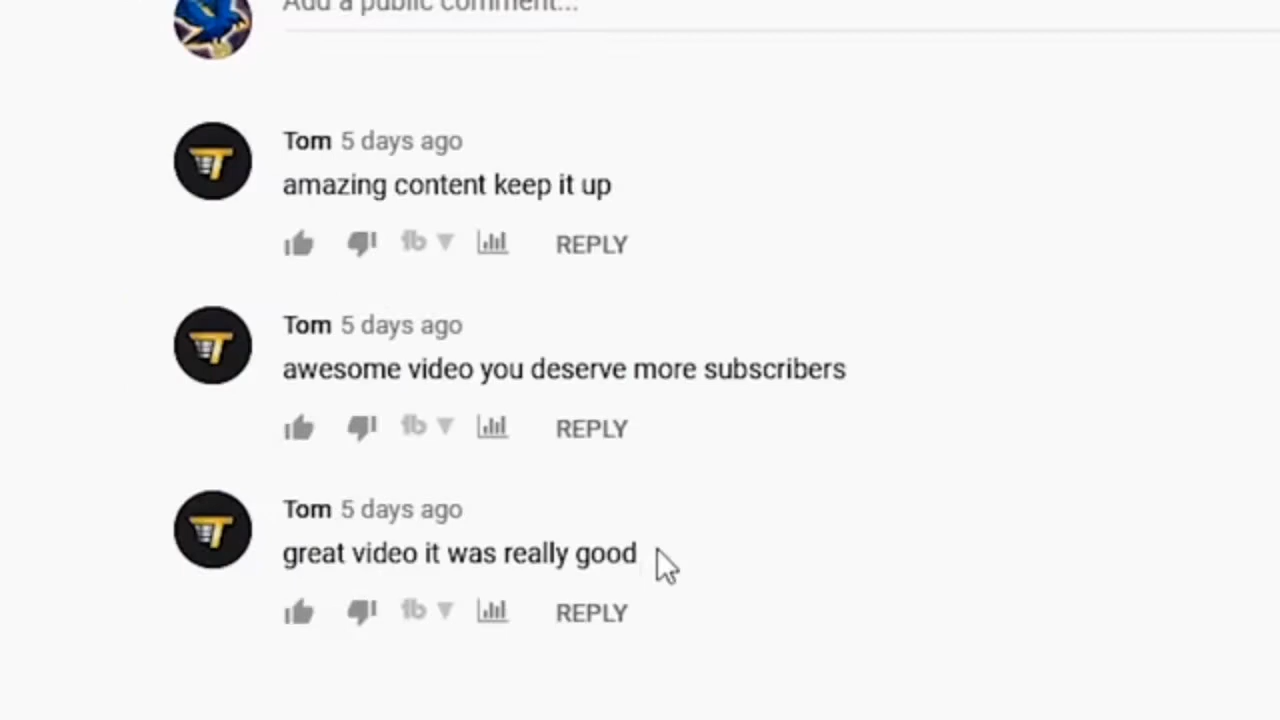 Add a public comment...
Tom 5 days ago
amazing content keep it up
REPLY
Tom 5 days ago
awesome video you deserve more subscribers
REPLY
Tom 5 days ago
great video it was really good
REPLY